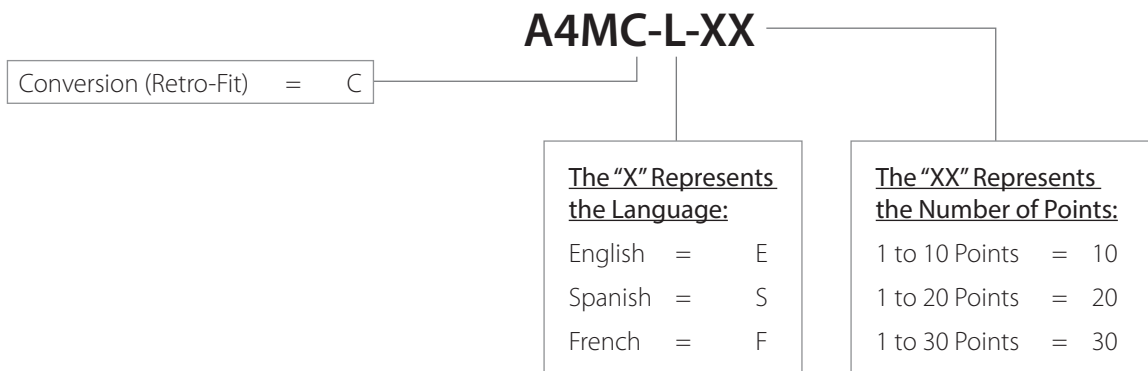 A4MC-L-XX
Conversion (Retro-Fit) = C
The “X” Represents
the Language:
English = E
Spanish = S
French = F
The “XX” Represents
the Number of Points:
1 to 10 Points = 10
1 to 20 Points = 20
1 to 30 Points = 30